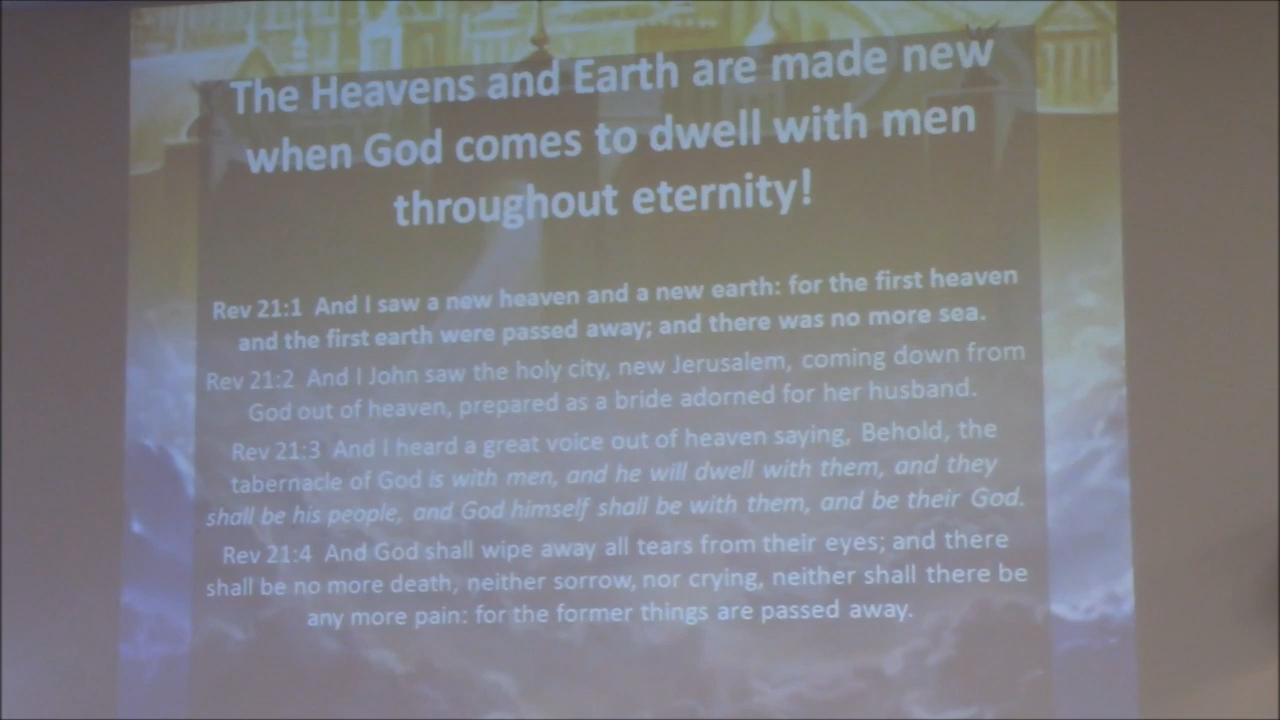 The Heavens and Earth are made new
when God comes to dwell with men
throughout eternity!
Rev 21:1 And I saw a new heaven and a new earth: for the first heaven
and the first earth were passed away; and there was no more sea.
Rev 21:2 And I John saw the holy city, new Jerusalem, coming down from
God out of heaven, prepared as a bride adorned for her husband.
Rev 21:3 And I heard a great voice out of heaven saying, Behold, the
tabernacle of God is with men, and he will dwell with them, and they
shall be his people, and God himself shall be with them, and be their God.
Rev 21:4 And God shall wipe away all tears from their eyes; and there
shall be no more death, neither sorrow, nor crying, neither shall there be
any more pain: for the former things are passed away.